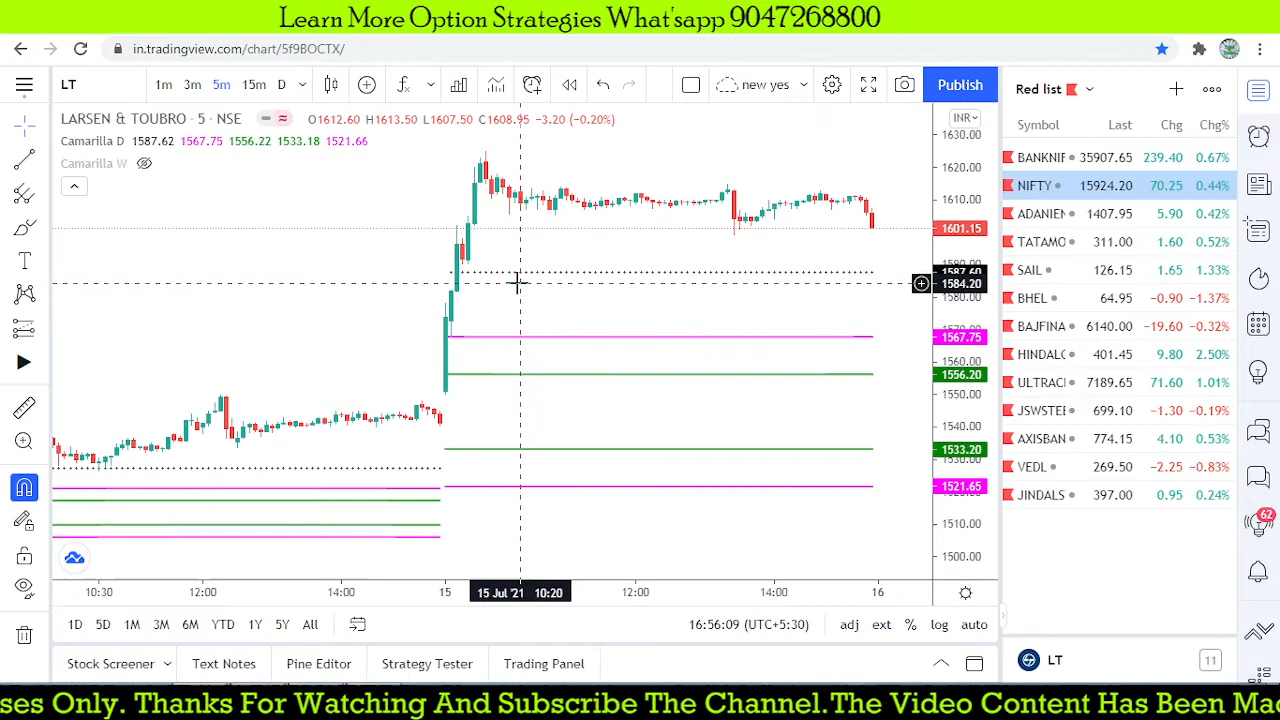 Learn More Option Strategies What'sapp 9047268800
in.tradingview.com/chart/5f9BOCTX/
LT 1m 3m 5m 15m D new yes Publish
Red list
LARSEN & TOUBRO · 5 · NSE O1612.60 H1613.50 L1607.50 C1608.95 −3.20 (−0.20%)
Camarilla D 1587.62 1567.75 1556.22 1533.18 1521.66
Camarilla W
INR
1630.00
1620.00
1610.00
1601.15
1590.00
1587.60
1584.20
1580.00
1567.75
1560.00
1556.20
1550.00
1540.00
1533.20
1530.00
1521.65
1510.00
1500.00
Symbol Last Chg Chg%
BANKNIF 35907.65 239.40 0.67%
NIFTY 15924.20 70.25 0.44%
ADANIEN 1407.95 5.90 0.42%
TATAMO 311.00 1.60 0.52%
SAIL 126.15 1.65 1.33%
BHEL 64.95 −0.90 −1.37%
BAJFINA 6140.00 −19.60 −0.32%
HINDALC 401.45 9.80 2.50%
ULTRACI 7189.65 71.60 1.01%
JSWSTEE 699.10 −1.30 −0.19%
AXISBAN 774.15 4.10 0.53%
VEDL 269.50 −2.25 −0.83%
JINDALS 397.00 0.95 0.24%
62
10:30 12:00 14:00 15 15 Jul '21 10:20 12:00 14:00 16
1D 5D 1M 3M 6M YTD 1Y 5Y All 16:56:09 (UTC+5:30) adj ext % log auto
Stock Screener Text Notes Pine Editor Strategy Tester Trading Panel
LT 11
ses Only. Thanks For Watching And Subscribe The Channel.The Video Content Has Been Mad